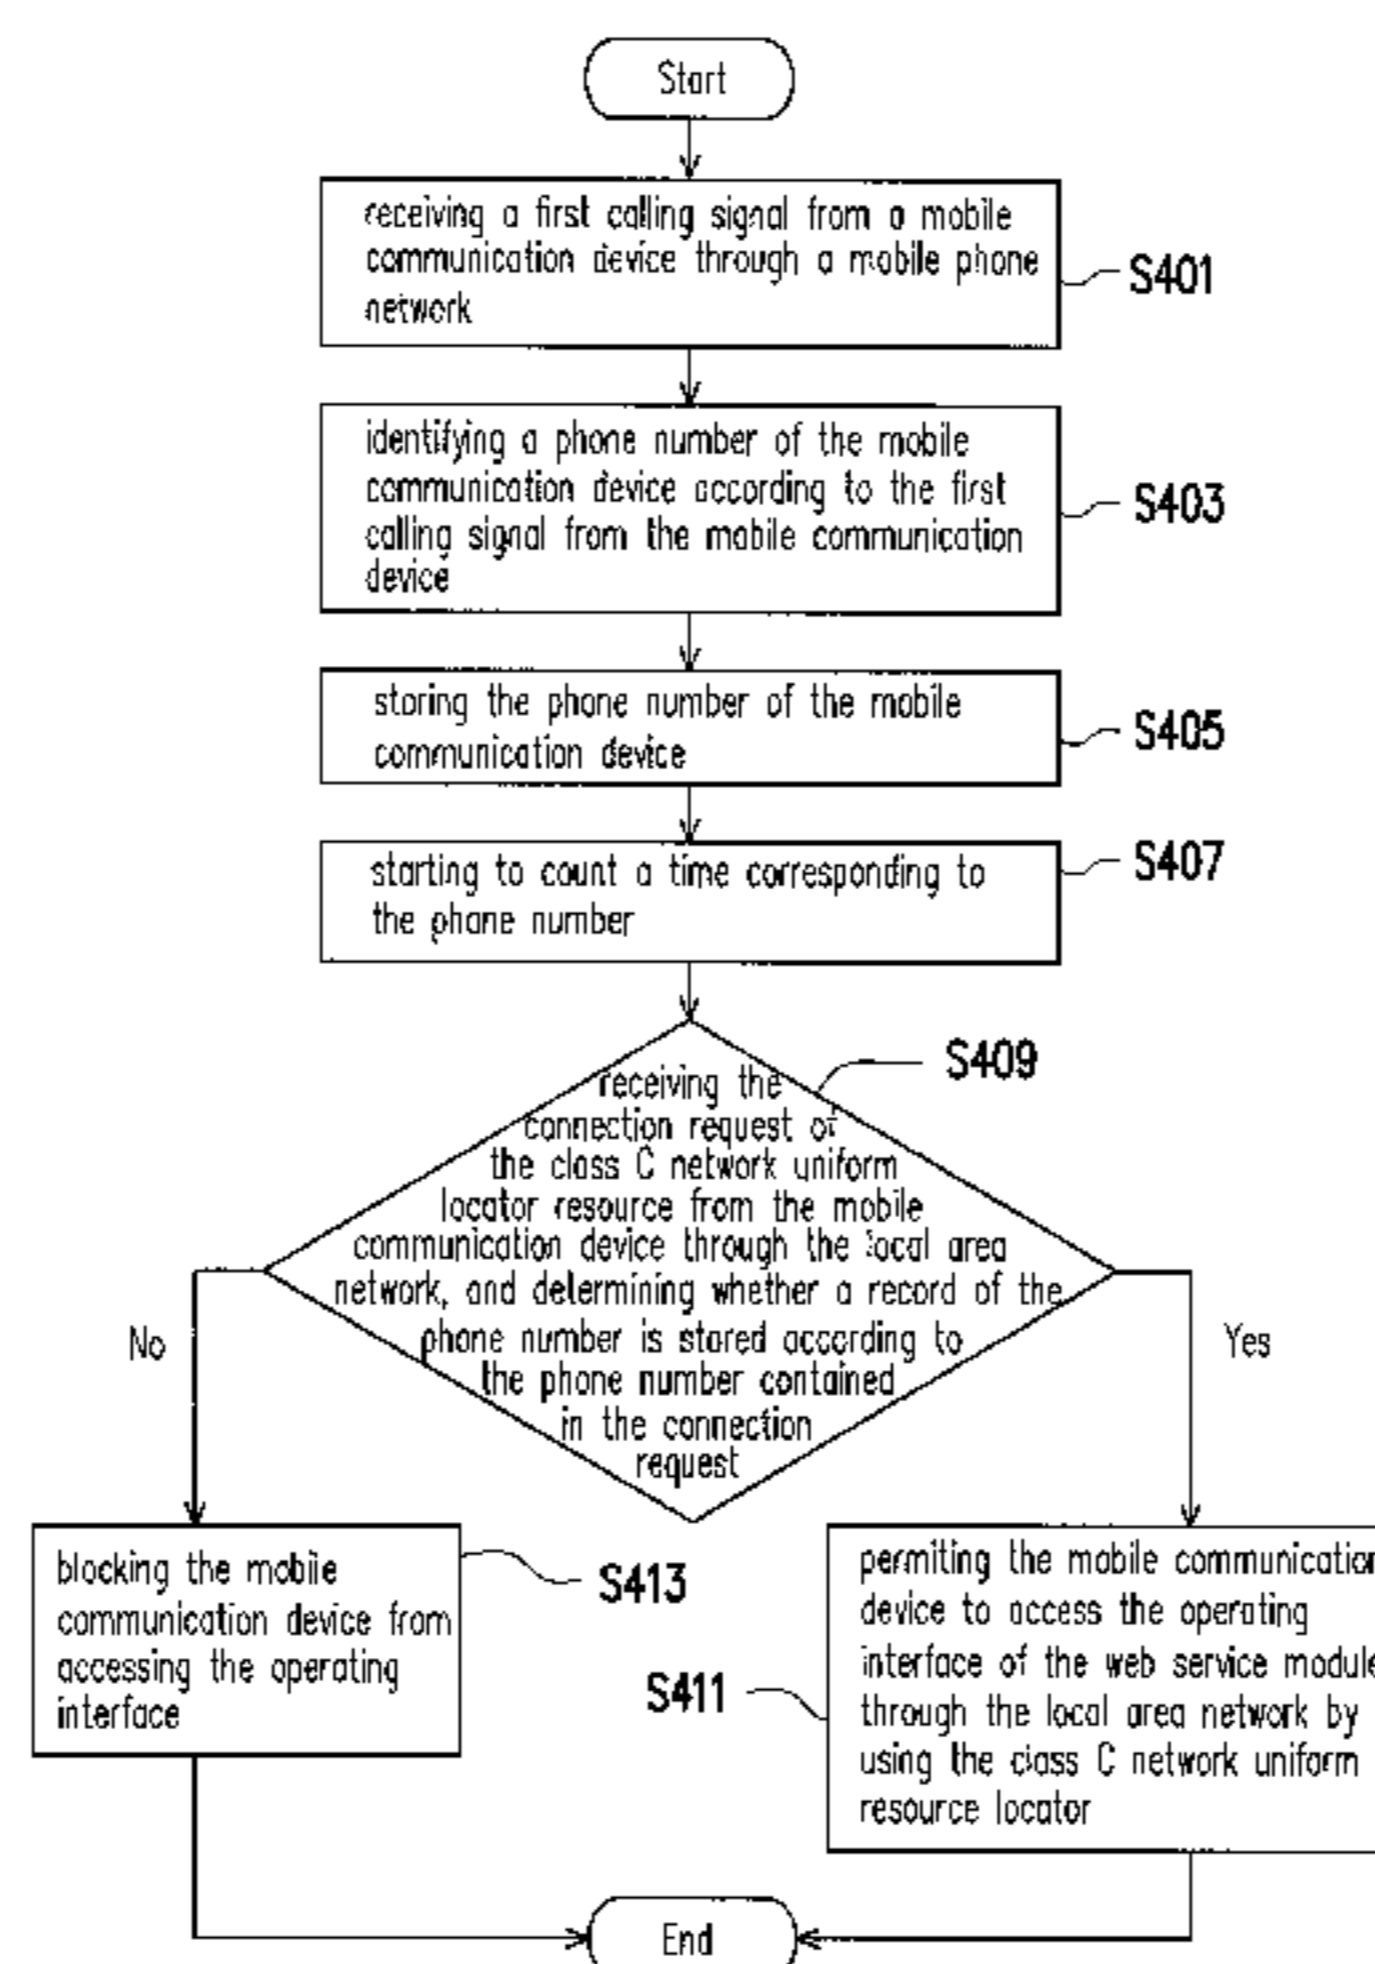 Start
receiving a first calling signal from a mobile
communication device through a mobile phone
network
S401
identifying a phone number of the mobile
communication device according to the first
calling signal from the mobile communication
device
S403
storing the phone number of the mobile
communication device
S405
starting to count a time corresponding to
the phone number
S407
receiving the
connection request of
the class C network uniform
locator resource from the mobile
communication device through the local area
network, and determining whether a record of the
phone number is stored according to
the phone number contained
in the connection
request
S409
No
Yes
blocking the mobile
communication device from
accessing the operating
interface
S413
permiting the mobile communication
device to access the operating
interface of the web service module
through the local area network by
using the class C network uniform
resource locator
S411
End